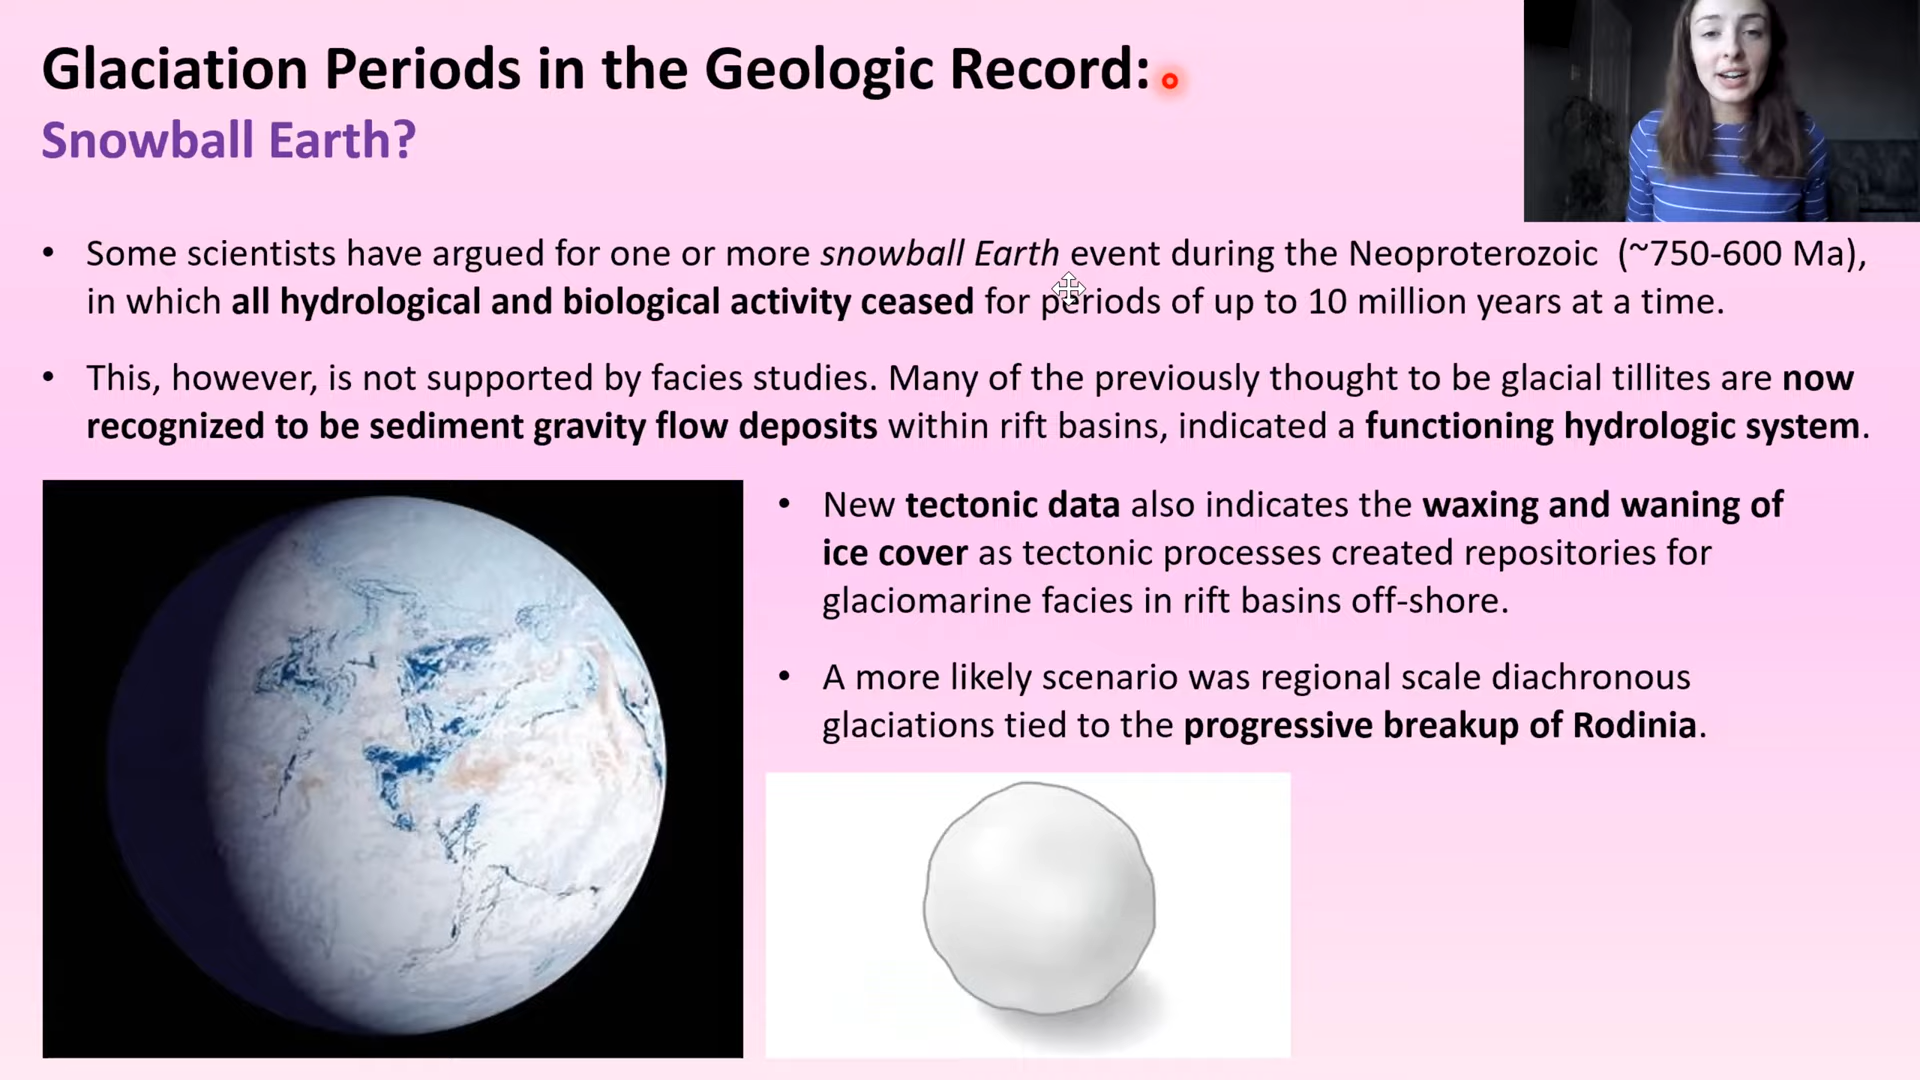 Glaciation Periods in the Geologic Record:
Snowball Earth?
• Some scientists have argued for one or more snowball Earth event during the Neoproterozoic (~750-600 Ma),
in which all hydrological and biological activity ceased for periods of up to 10 million years at a time.
• This, however, is not supported by facies studies. Many of the previously thought to be glacial tillites are now
recognized to be sediment gravity flow deposits within rift basins, indicated a functioning hydrologic system.
• New tectonic data also indicates the waxing and waning of
ice cover as tectonic processes created repositories for
glaciomarine facies in rift basins off-shore.
• A more likely scenario was regional scale diachronous
glaciations tied to the progressive breakup of Rodinia.